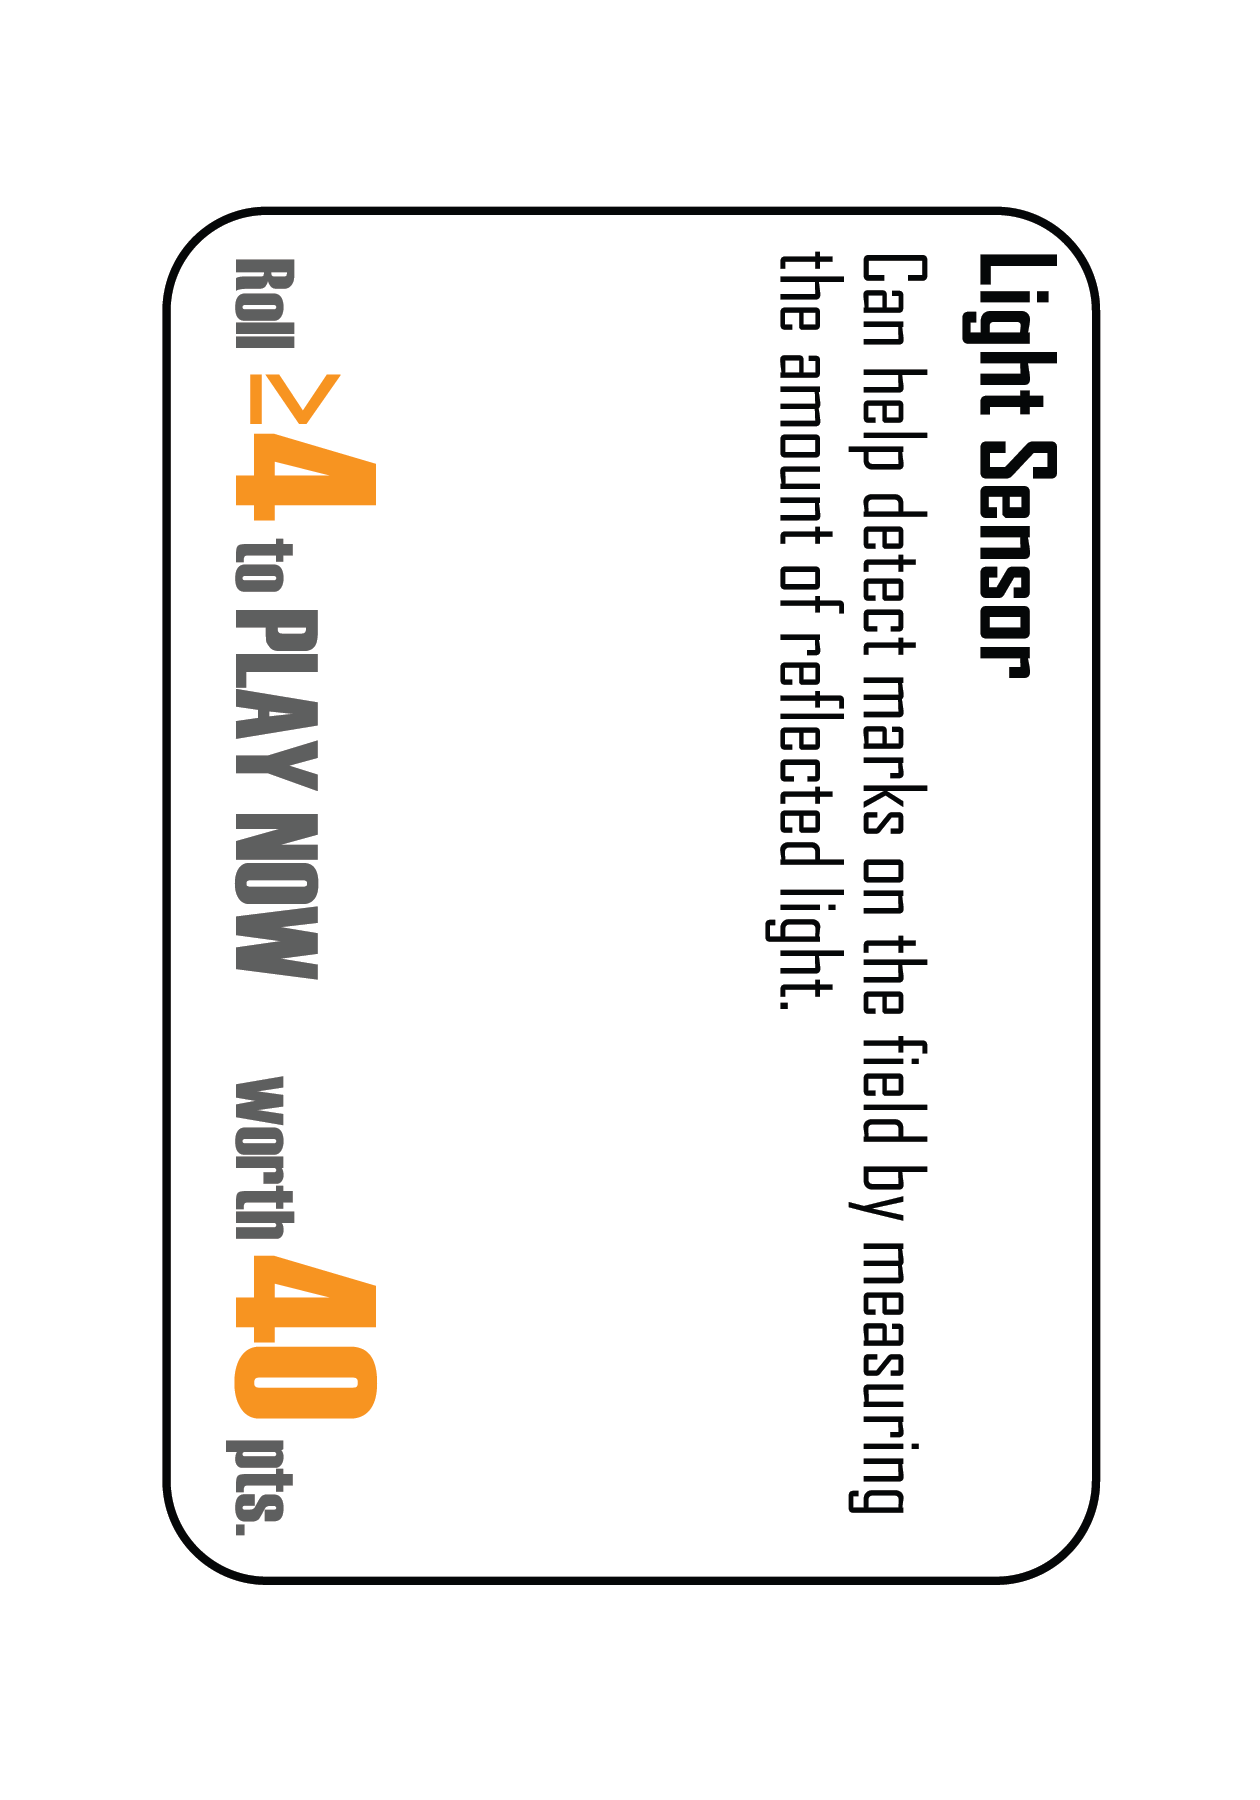 Light Sensor
Can help detect marks on the field by measuring
the amount of reflected light.
Roll ≥4 to PLAY NOW worth 40 pts.